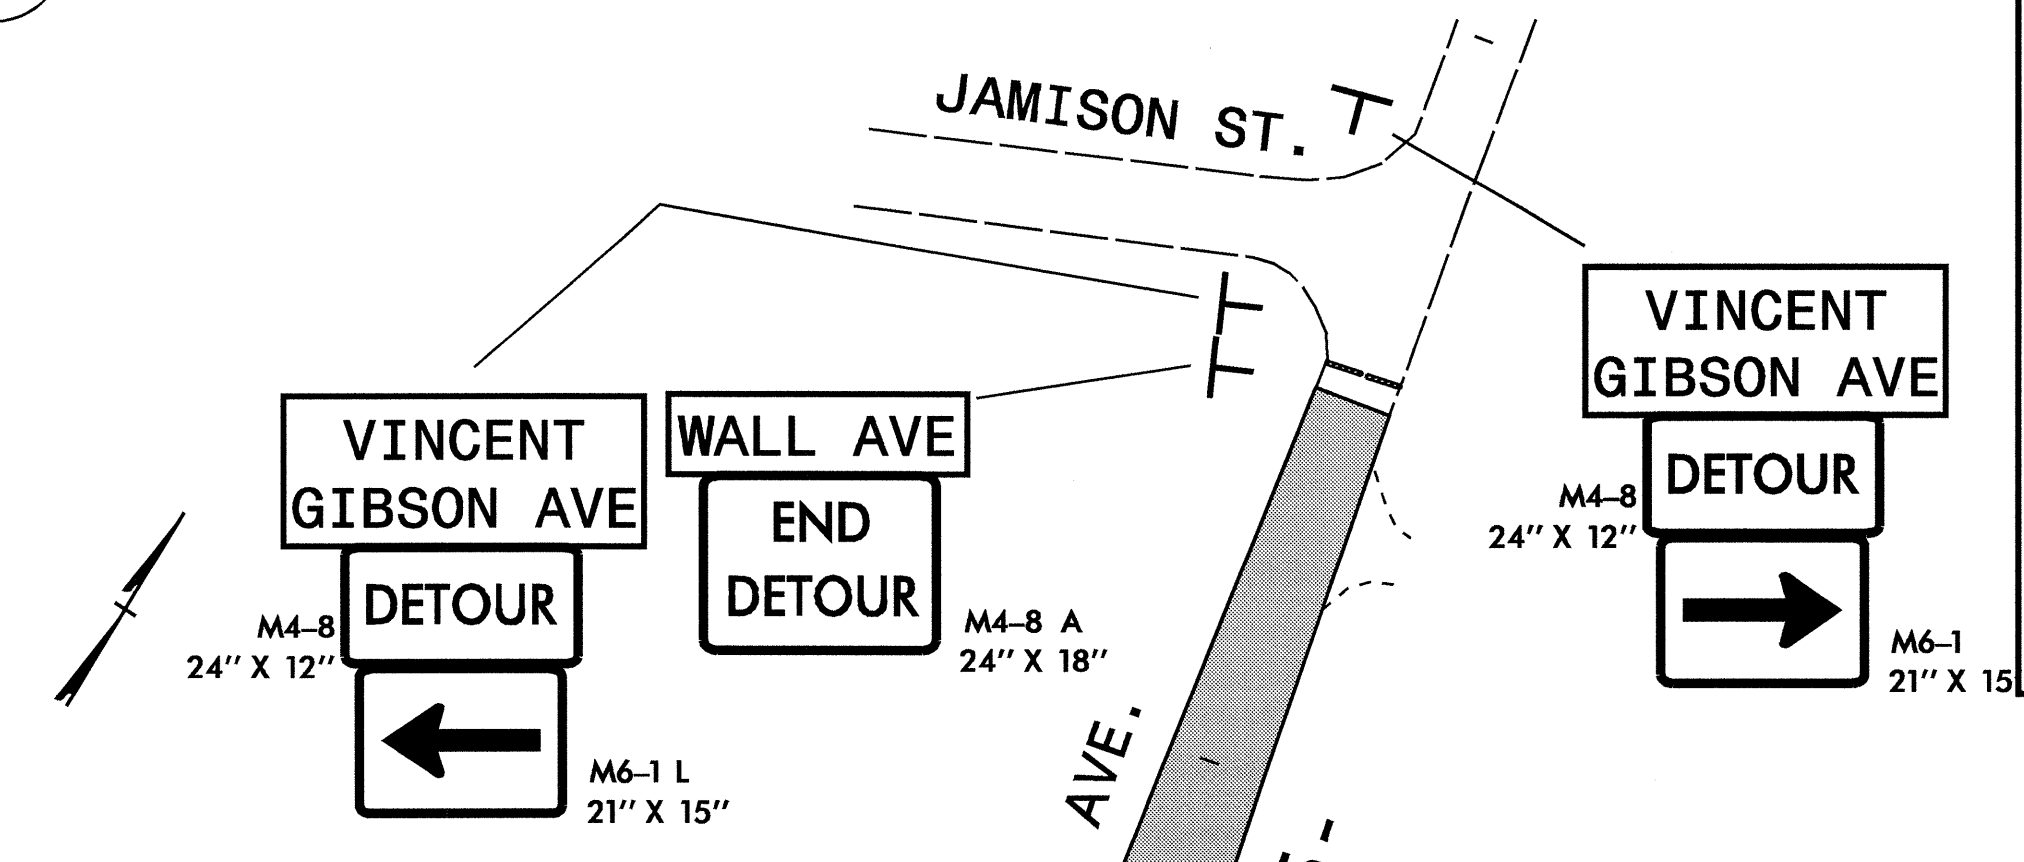 JAMISON ST.
VINCENT
GIBSON AVE
DETOUR
M4-8
24" X 12"
M6-1 L
21" X 15"
WALL AVE
END
DETOUR
M4-8 A
24" X 18"
AVE.
VINCENT
GIBSON AVE
DETOUR
M4-8
24" X 12"
M6-1
21" X 15